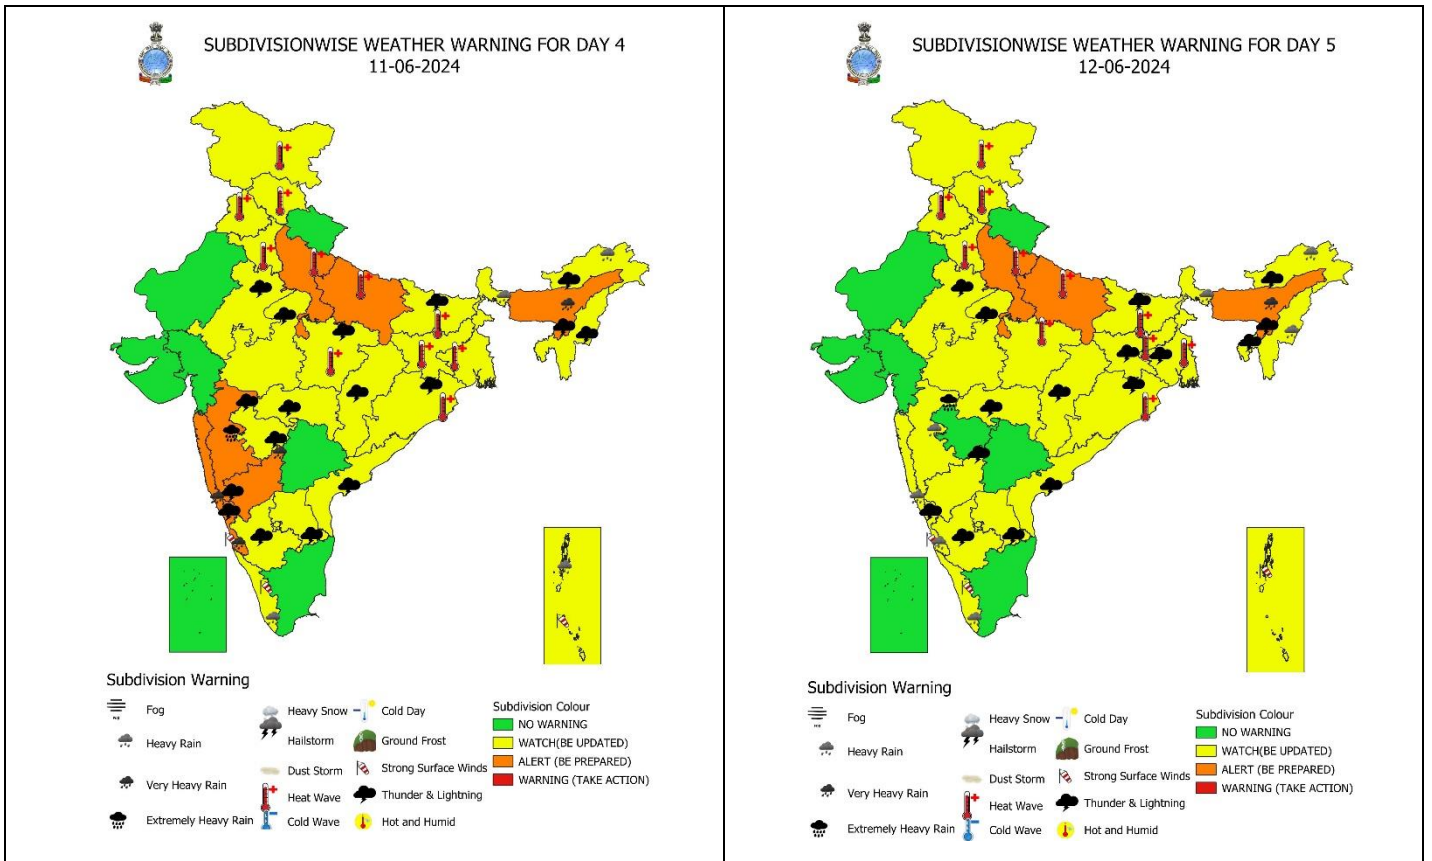 SUBDIVISIONWISE WEATHER WARNING FOR DAY 4
11-06-2024
Subdivision Warning
Fog
Heavy Rain
Very Heavy Rain
Extremely Heavy Rain
Heavy Snow
Hailstorm
Dust Storm
Heat Wave
Cold Wave
Cold Day
Ground Frost
Strong Surface Winds
Thunder & Lightning
Hot and Humid
Subdivision Colour
NO WARNING
WATCH(BE UPDATED)
ALERT (BE PREPARED)
WARNING (TAKE ACTION)
SUBDIVISIONWISE WEATHER WARNING FOR DAY 5
12-06-2024
Subdivision Warning
Fog
Heavy Rain
Very Heavy Rain
Extremely Heavy Rain
Heavy Snow
Hailstorm
Dust Storm
Heat Wave
Cold Wave
Cold Day
Ground Frost
Strong Surface Winds
Thunder & Lightning
Hot and Humid
Subdivision Colour
NO WARNING
WATCH(BE UPDATED)
ALERT (BE PREPARED)
WARNING (TAKE ACTION)